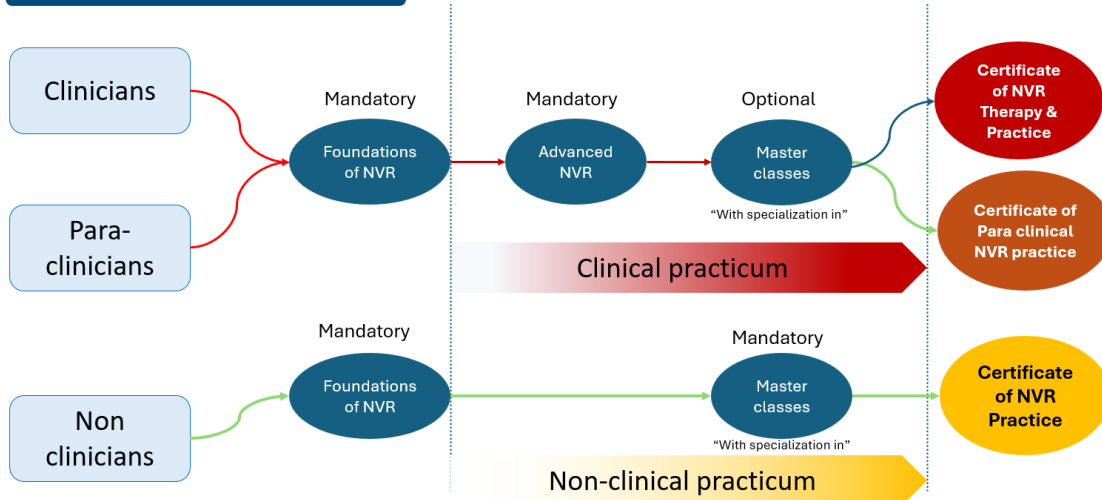 Clinicians
Para-
clinicians
Mandatory
Foundations
of NVR
Mandatory
Advanced
NVR
Optional
Master
classes
“With specialization in”
Clinical practicum
Certificate
of NVR
Therapy &
Practice
Certificate of
Para clinical
NVR practice
Non
clinicians
Mandatory
Foundations
of NVR
Mandatory
Master
classes
“With specialization in”
Non-clinical practicum
Certificate
of NVR
Practice